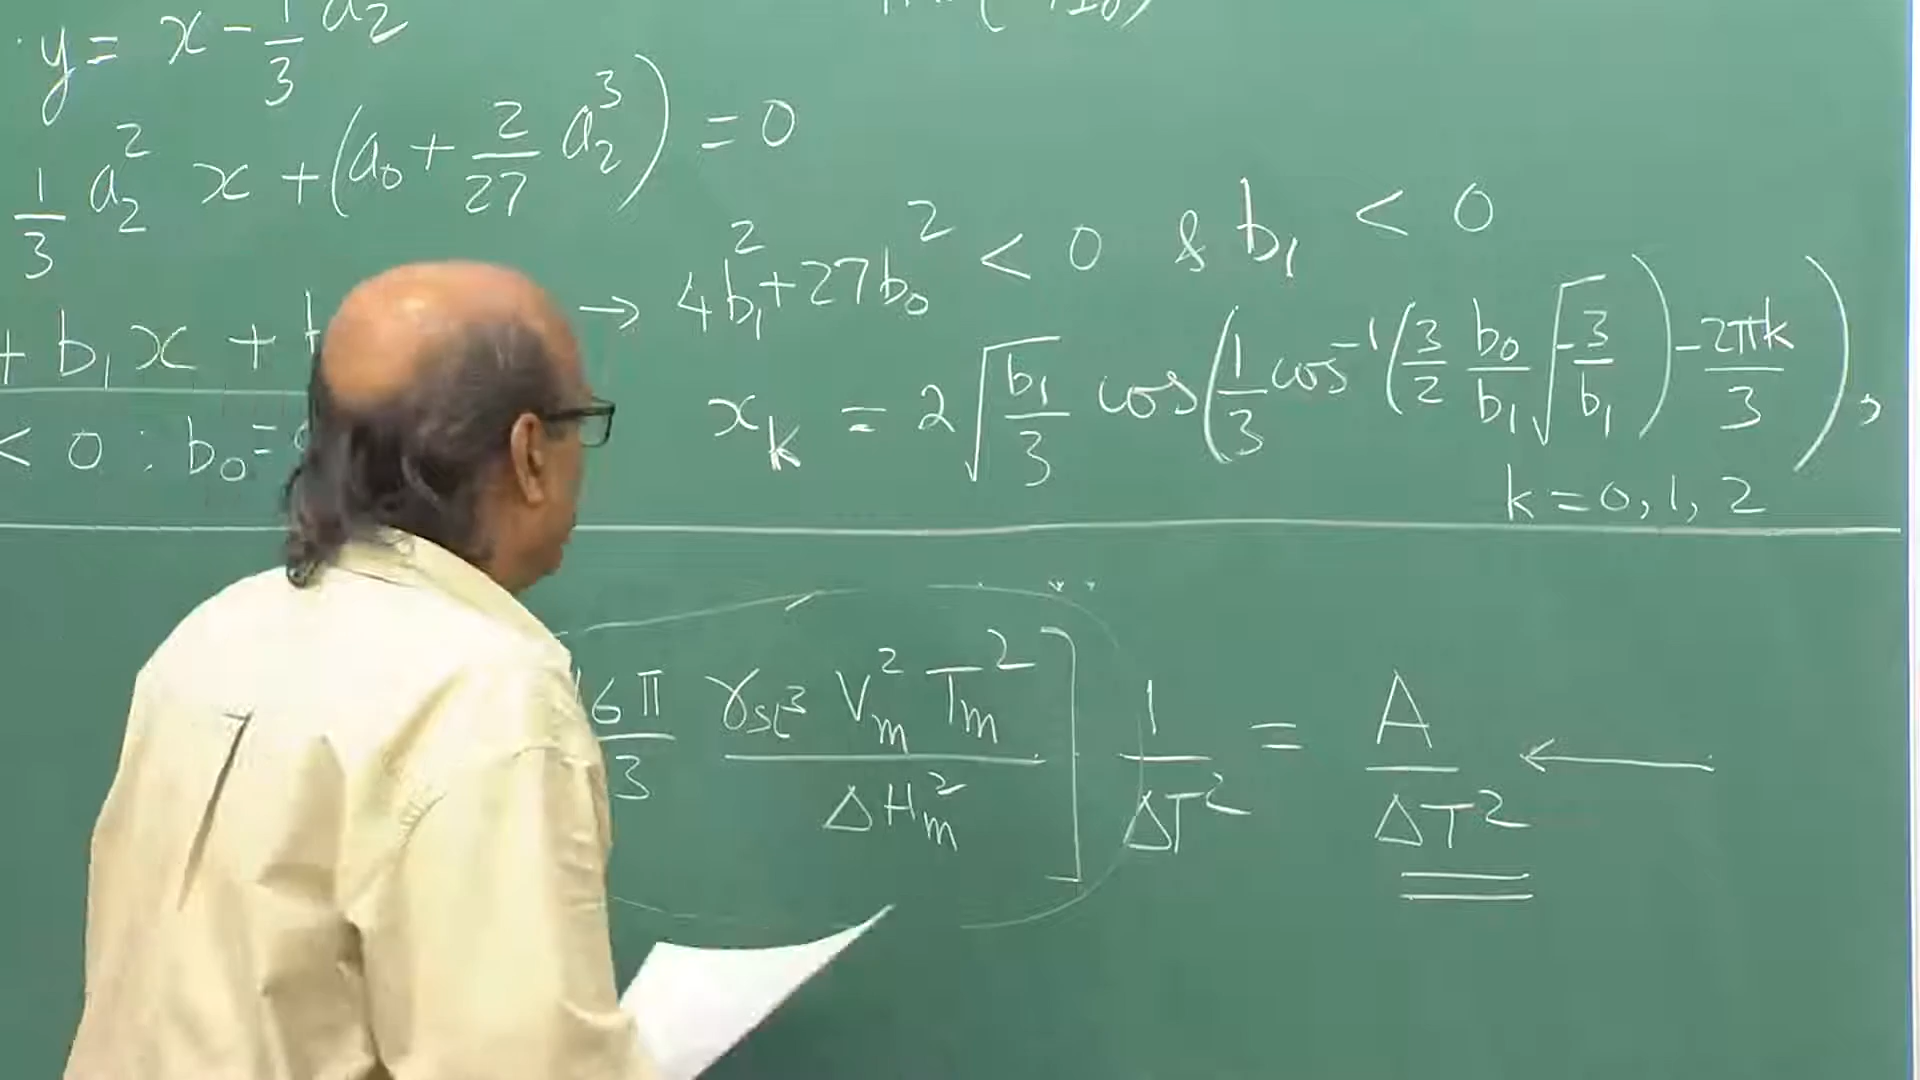 y = x - 1/3 a₂
1/3 a₂² x + (a₀ + 2/27 a₂³) = 0
→ 4b₁² + 27b₀² < 0 & b₁ < 0
+ b₁x +
x_k = 2√(b₁/3) cos(1/3 cos⁻¹(3/2 b₀/b₁ √(-3/b₁)) - 2πk/3),
< 0 : b₀ =
k = 0, 1, 2
6π/3 γ_sl³ V_m² T_m² / ΔH_m² ] 1/ΔT² = A/ΔT² ←